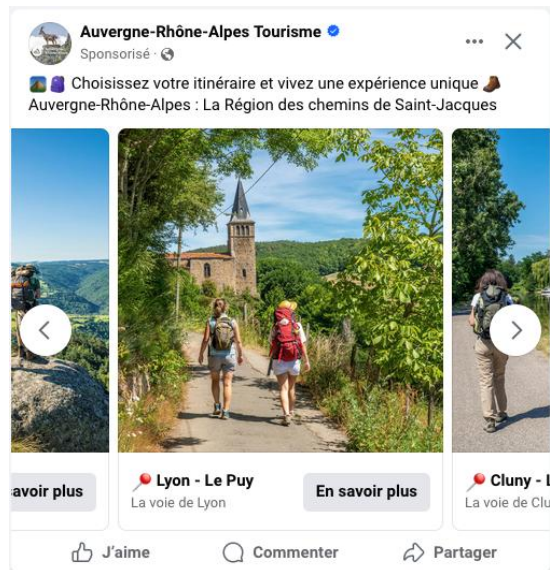 Auvergne-Rhône-Alpes Tourisme
Sponsorisé ·
Choisissez votre itinéraire et vivez une expérience unique
Auvergne-Rhône-Alpes : La Région des chemins de Saint-Jacques
avoir plus
Lyon - Le Puy
La voie de Lyon
En savoir plus
Cluny - L
La voie de Clu
J’aime
Commenter
Partager